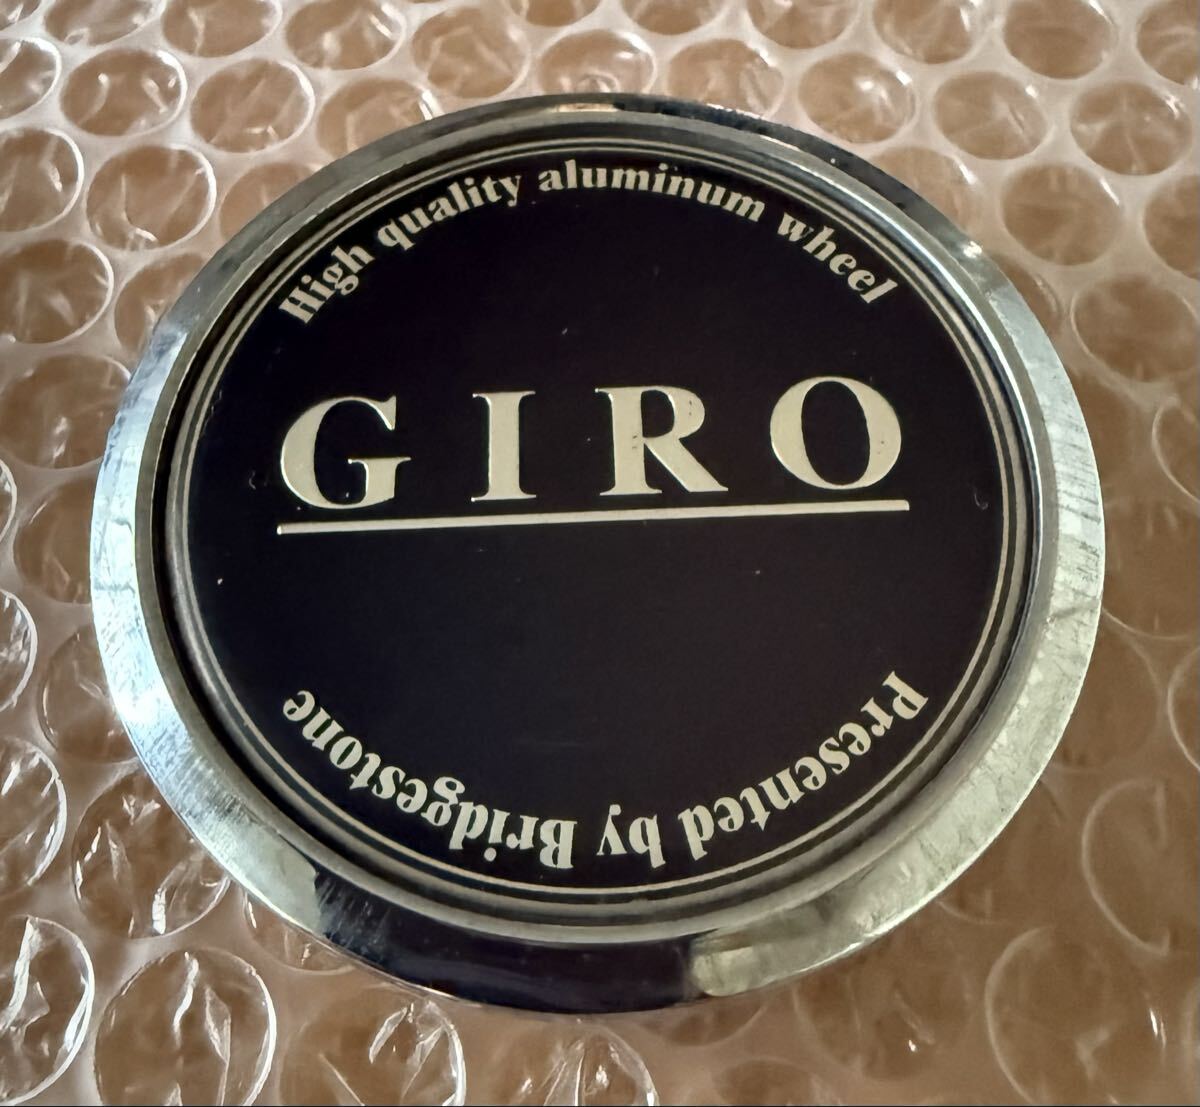 High quality aluminum wheel
GIRO
Presented by Bridgestone